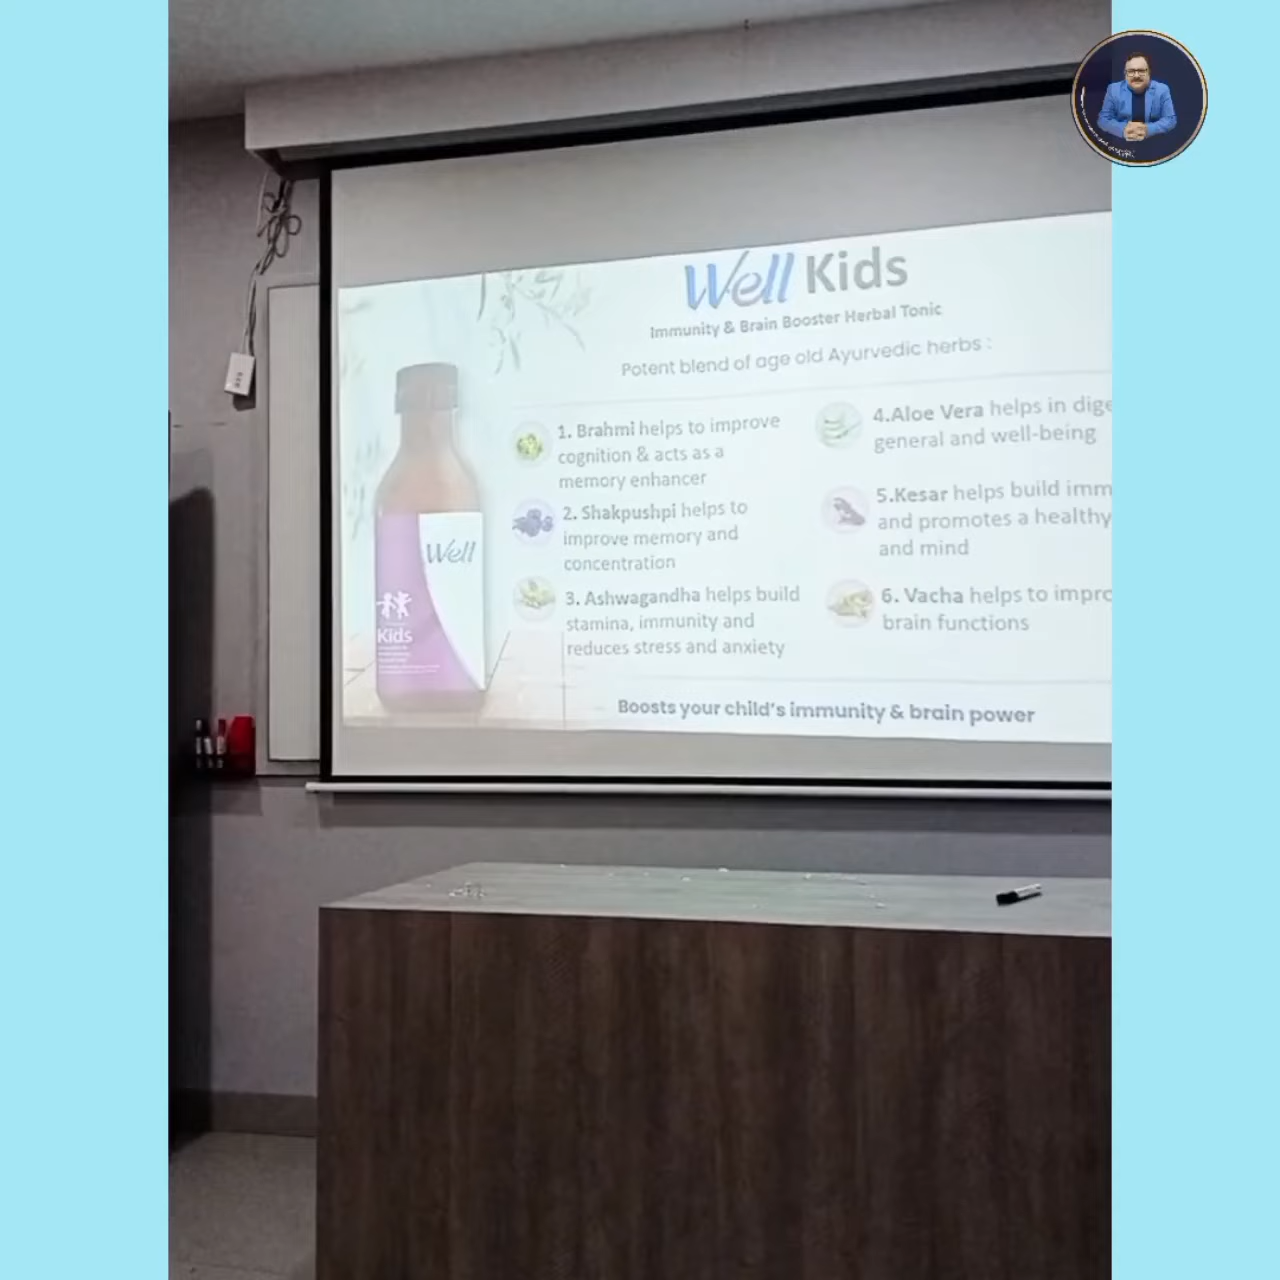 Well Kids
Immunity & Brain Booster Herbal Tonic
Potent blend of age old Ayurvedic herbs :
1. Brahmi helps to improve
cognition & acts as a
memory enhancer
2. Shakpushpi helps to
improve memory and
concentration
3. Ashwagandha helps build
stamina, immunity and
reduces stress and anxiety
4.Aloe Vera helps in dige
general and well-being
5.Kesar helps build imm
and promotes a healthy
and mind
6. Vacha helps to impro
brain functions
Well
Kids
Boosts your child's immunity & brain power